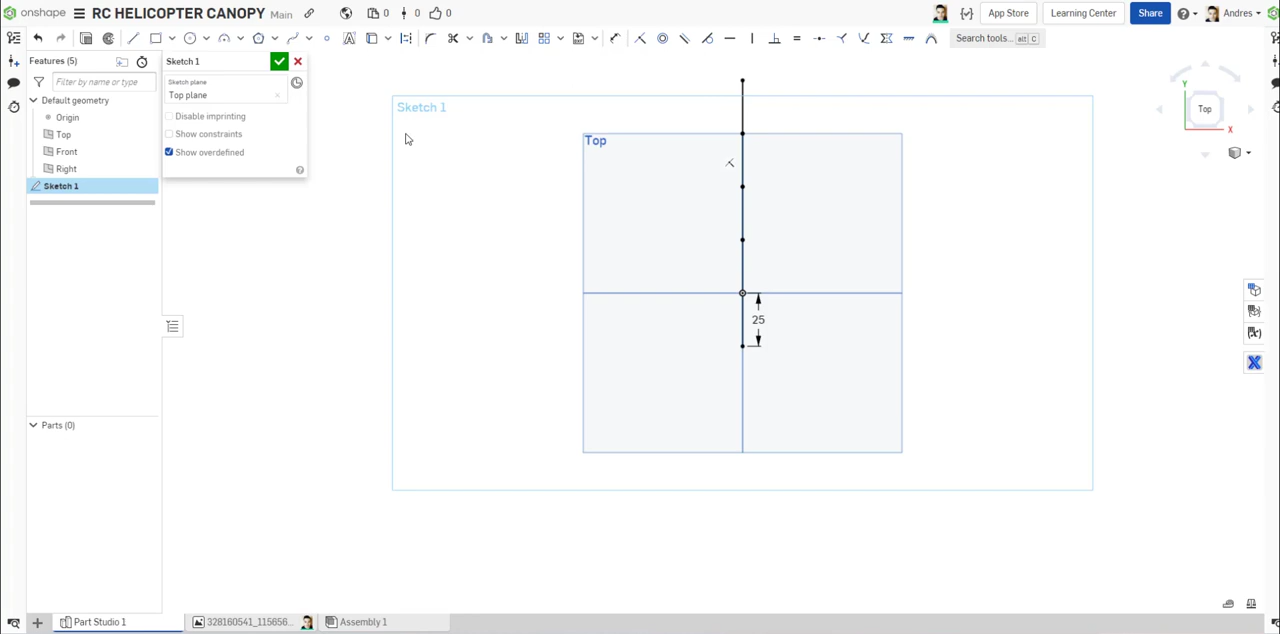 onshape RC HELICOPTER CANOPY Main 0 0 0 App Store Learning Center Share Andres
Search tools... alt C
Features (5)
Filter by name or type
Default geometry
Origin
Top
Front
Right
Sketch 1
Sketch 1
Sketch plane
Top plane
Disable imprinting
Show constraints
Show overdefined
Sketch 1
Top
25
Y
Top
X
Parts (0)
Part Studio 1 328160541_115656... Assembly 1